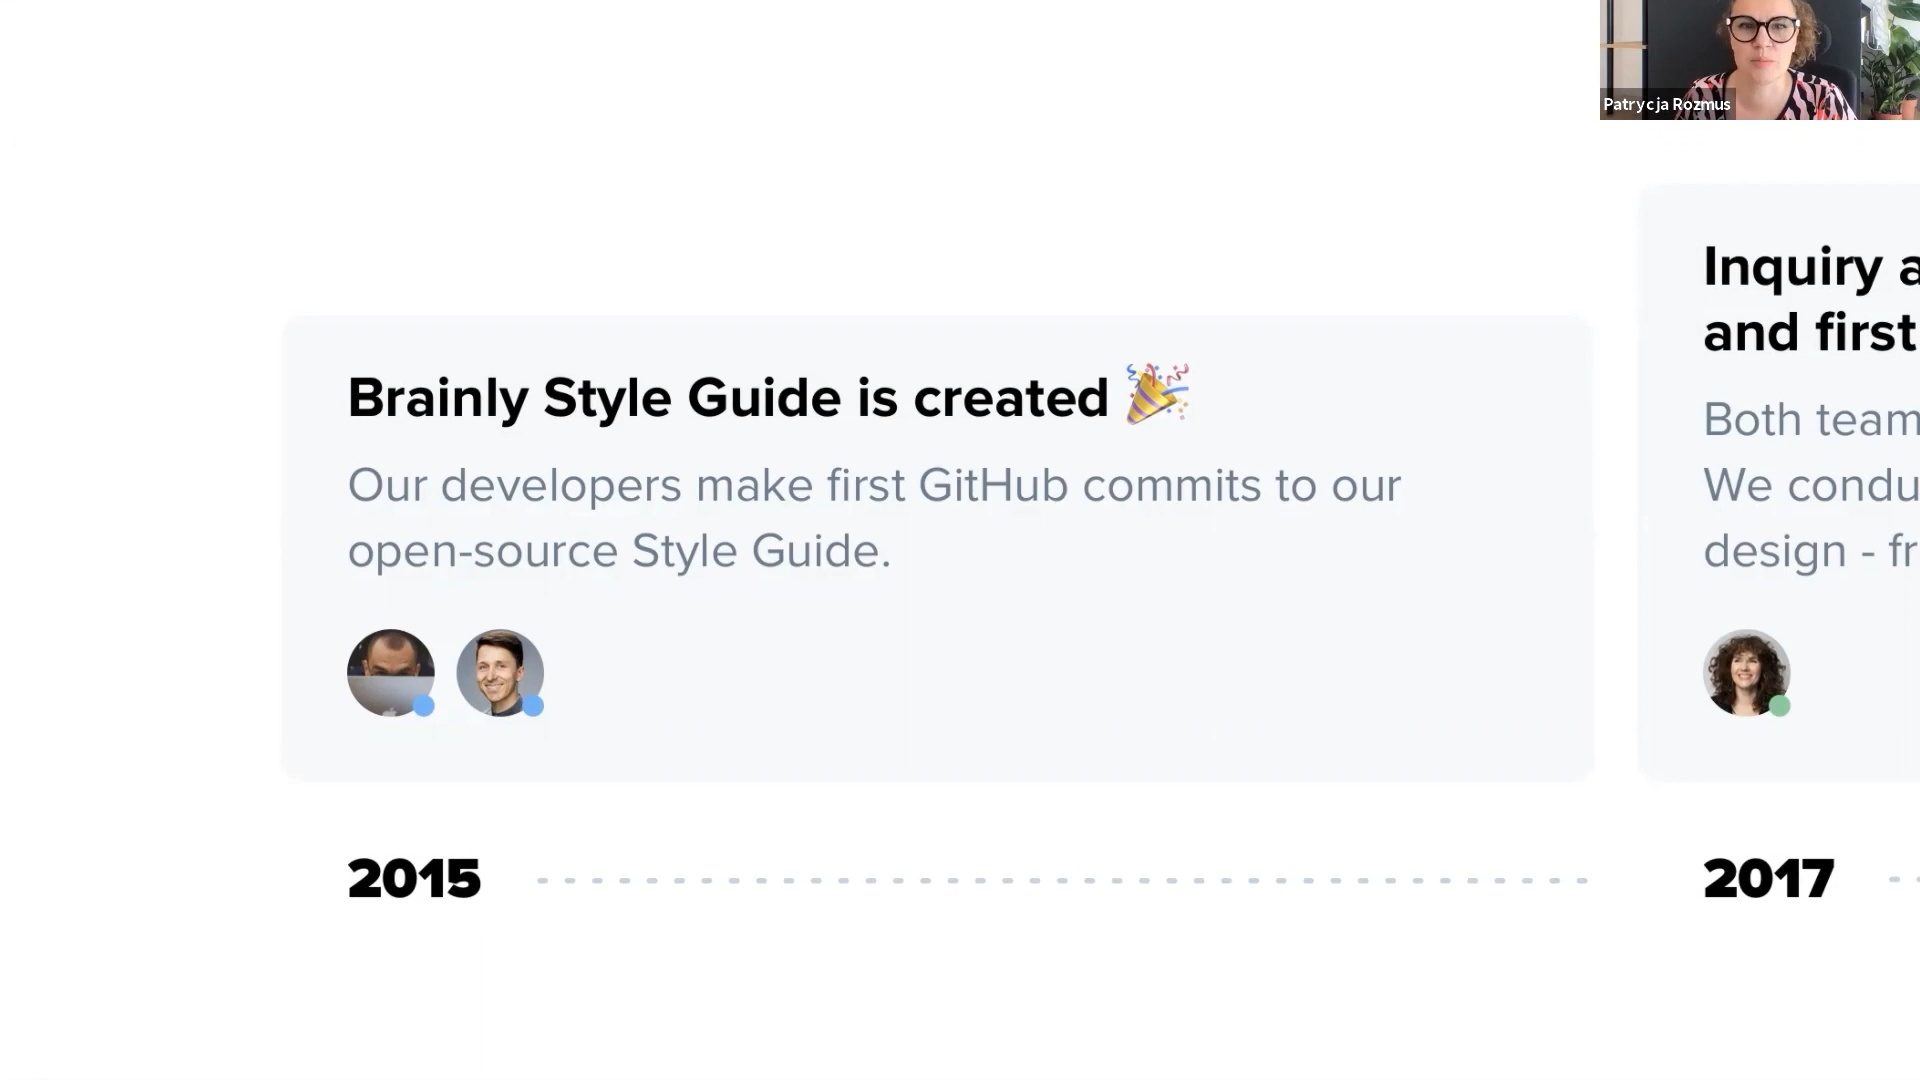 Patrycja Rozmus
Brainly Style Guide is created
Our developers make first GitHub commits to our
open-source Style Guide.
2015
Inquiry a
and first
Both team
We condu
design - fr
2017